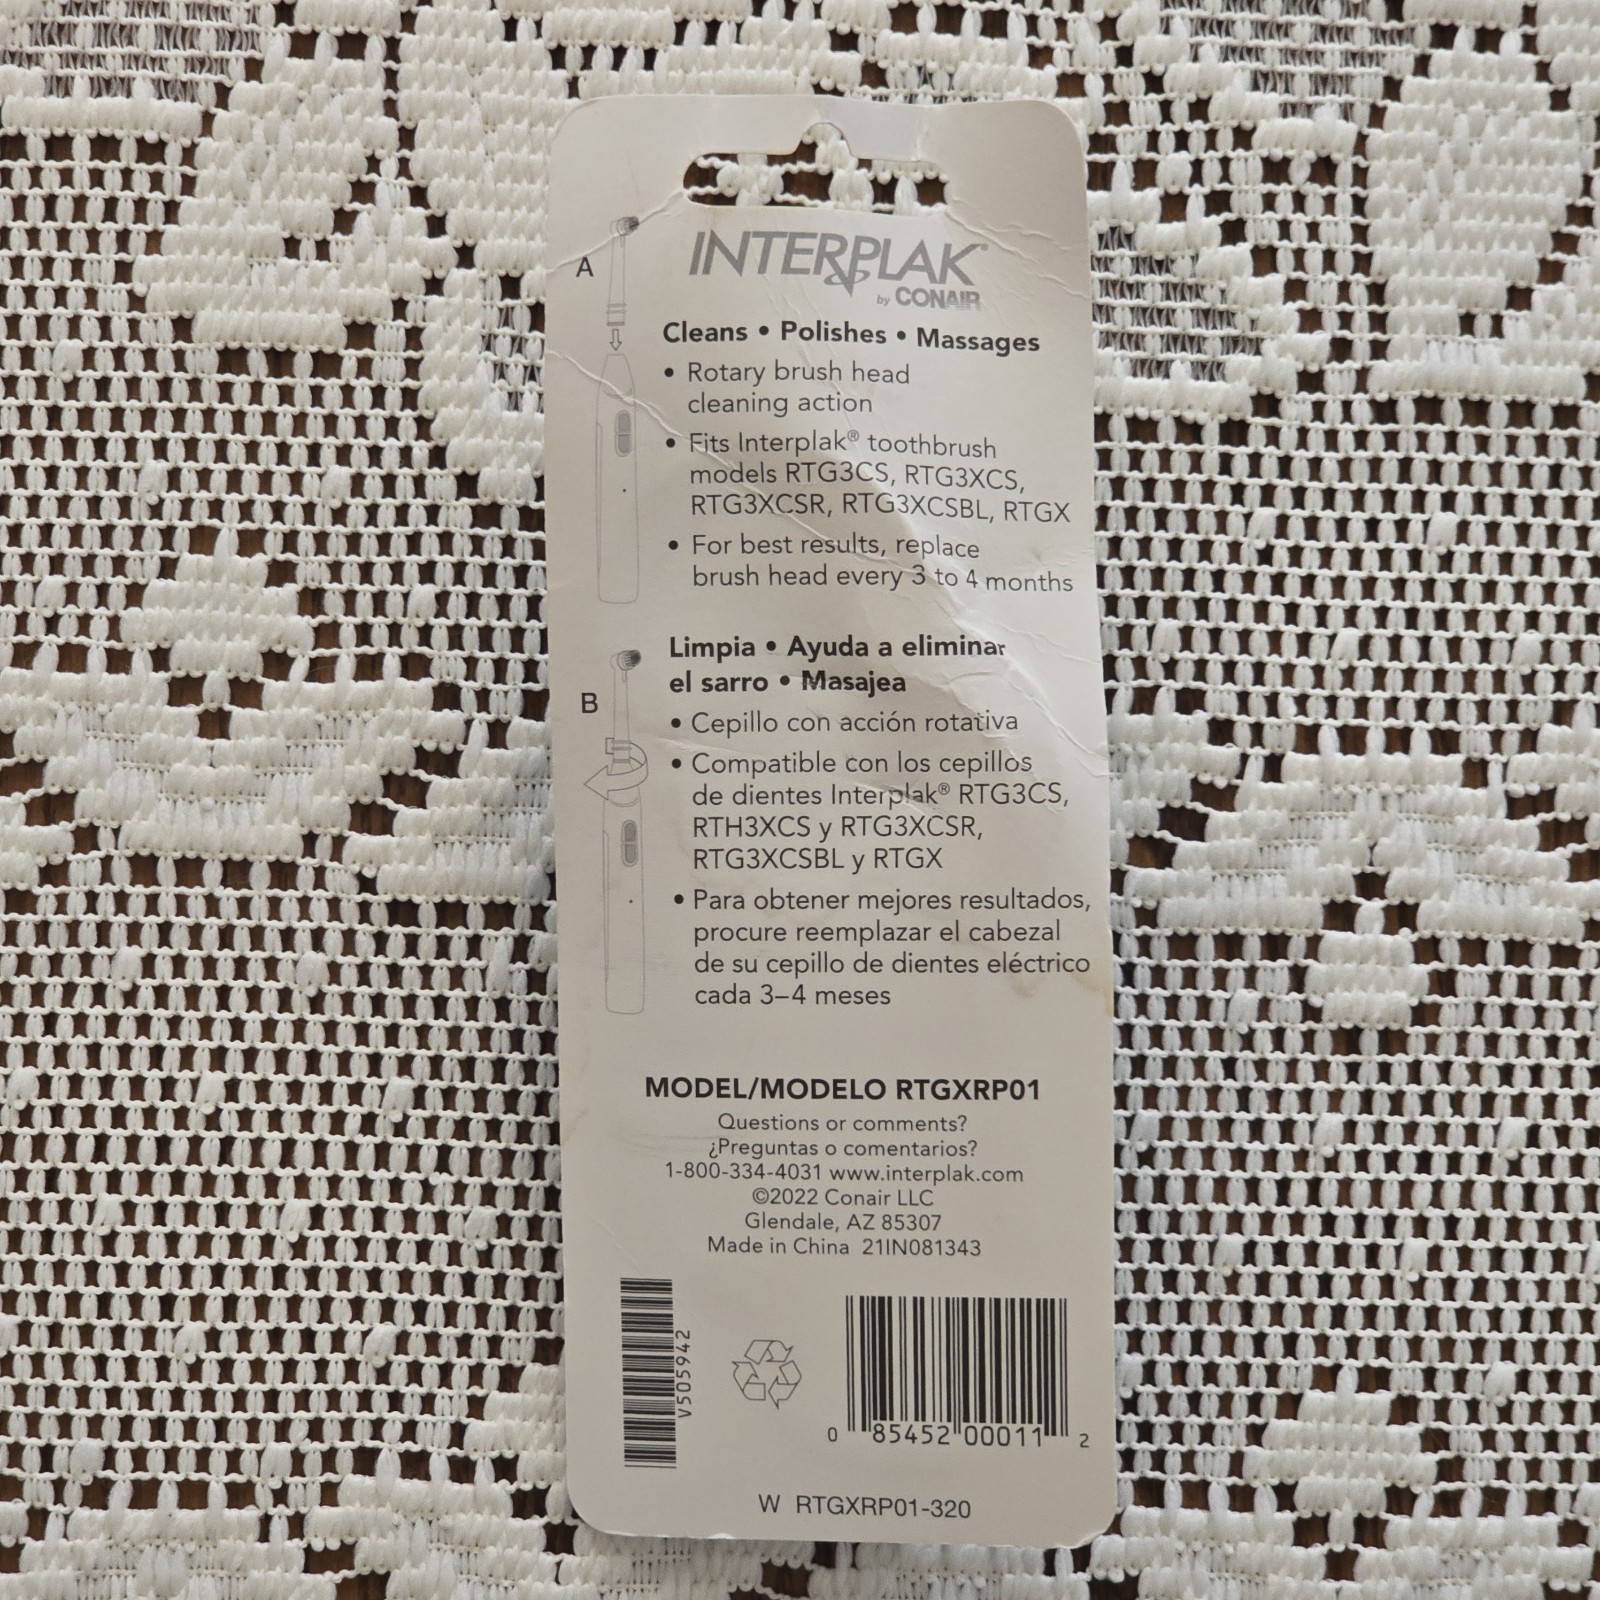 A
INTERPLAK®
by CONAIR
Cleans • Polishes • Massages
• Rotary brush head
cleaning action
• Fits Interplak® toothbrush
models RTG3CS, RTG3XCS,
RTG3XCSR, RTG3XCSBL, RTGX
• For best results, replace
brush head every 3 to 4 months
B
Limpia • Ayuda a eliminar
el sarro • Masajea
• Cepillo con acción rotativa
• Compatible con los cepillos
de dientes Interplak® RTG3CS,
RTH3XCS y RTG3XCSR,
RTG3XCSBL y RTGX
• Para obtener mejores resultados,
procure reemplazar el cabezal
de su cepillo de dientes eléctrico
cada 3–4 meses
MODEL/MODELO RTGXRP01
Questions or comments?
¿Preguntas o comentarios?
1-800-334-4031 www.interplak.com
©2022 Conair LLC
Glendale, AZ 85307
Made in China 21IN081343
V505942
0 85452 00011 2
W RTGXRP01-320